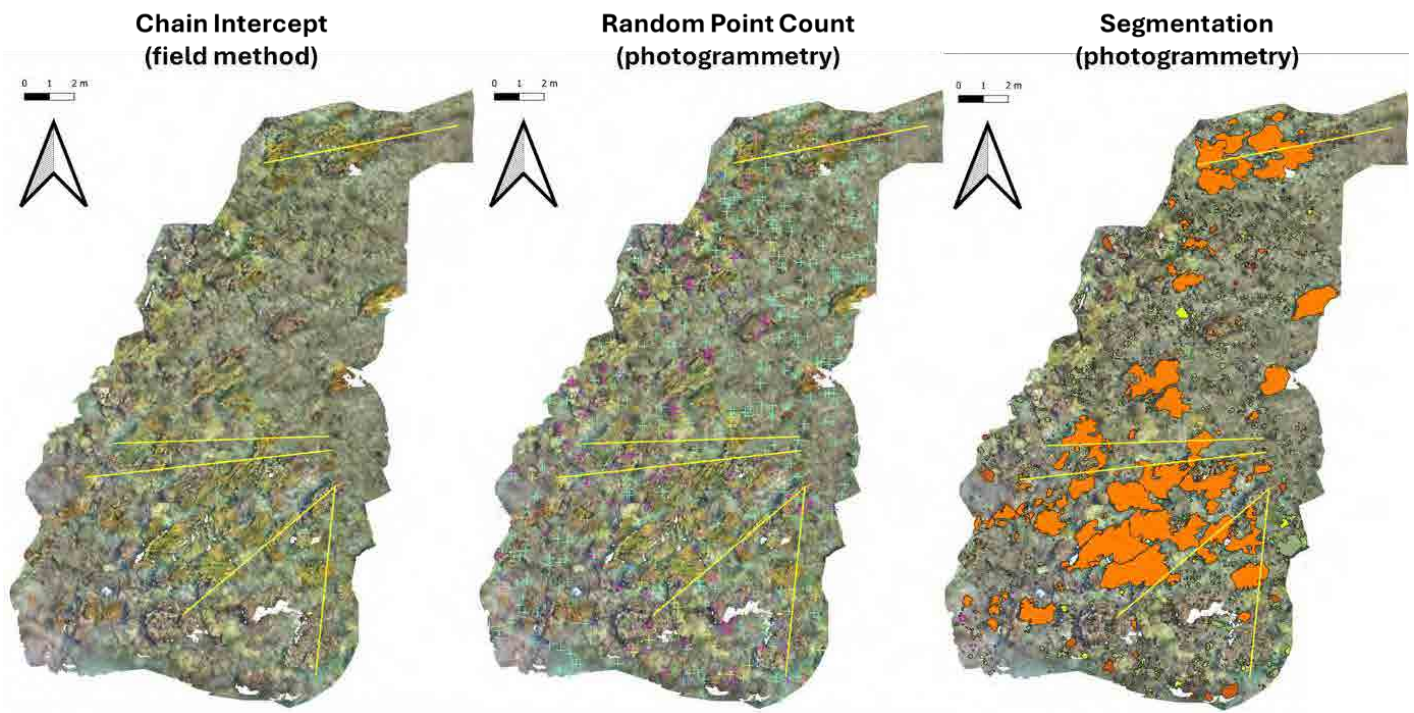 Chain Intercept
(field method)
Random Point Count
(photogrammetry)
Segmentation
(photogrammetry)
0 1 2 m
0 1 2 m
0 1 2 m